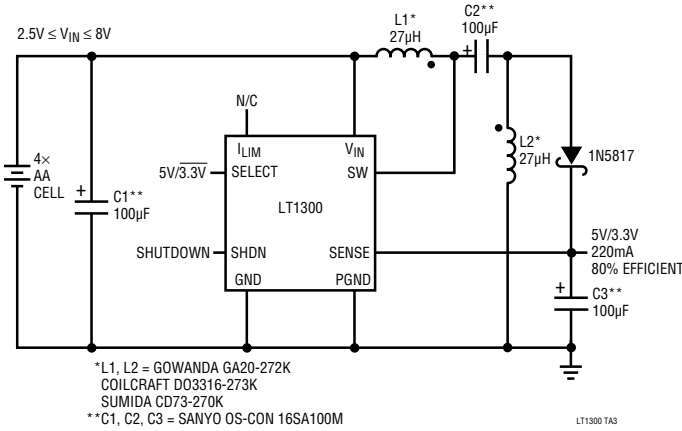 2.5V ≤ VIN ≤ 8V
L1*
27µH
C2**
100µF
+
N/C
ILIM
VIN
4×
AA
CELL
+
C1**
100µF
5V/3.3V
SELECT
SW
L2*
27µH
1N5817
LT1300
SHUTDOWN
SHDN
SENSE
5V/3.3V
220mA
80% EFFICIENT
GND
PGND
+
C3**
100µF
*L1, L2 = GOWANDA GA20-272K
COILCRAFT DO3316-273K
SUMIDA CD73-270K
**C1, C2, C3 = SANYO OS-CON 16SA100M
LT1300 TA3